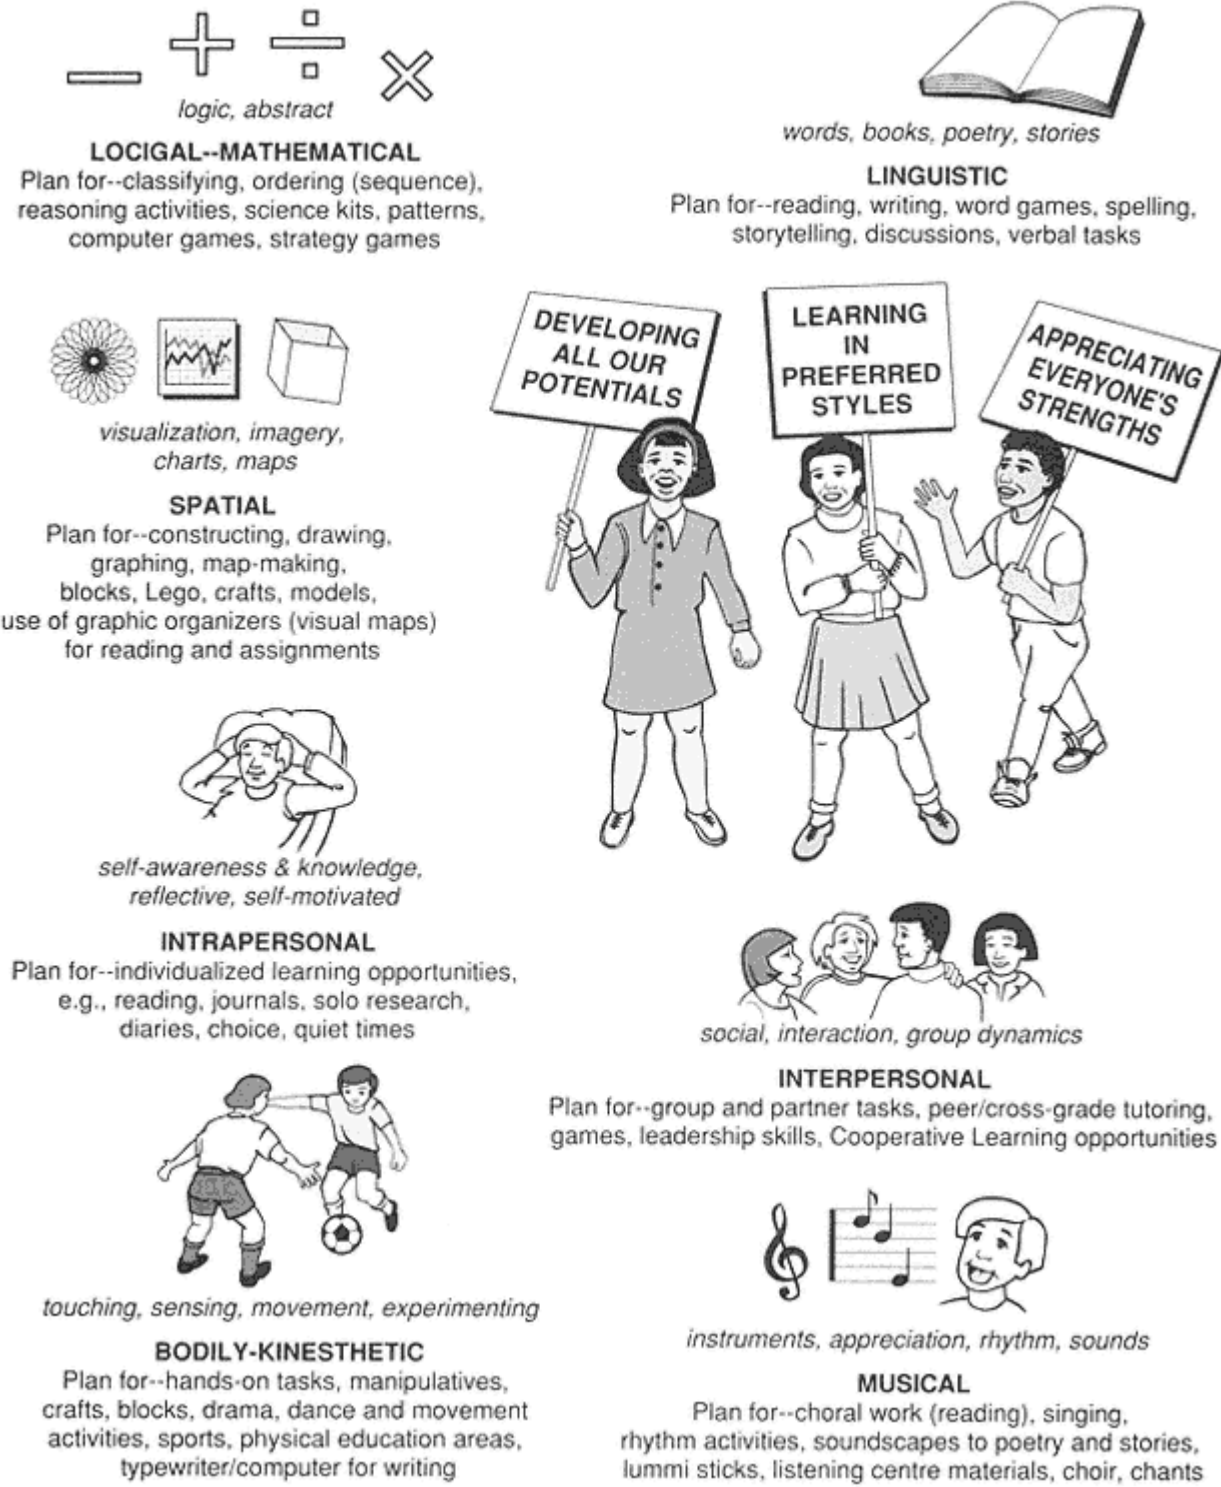 logic, abstract
LOCIGAL--MATHEMATICAL
Plan for--classifying, ordering (sequence),
reasoning activities, science kits, patterns,
computer games, strategy games
words, books, poetry, stories
LINGUISTIC
Plan for--reading, writing, word games, spelling,
storytelling, discussions, verbal tasks
DEVELOPING
ALL OUR
POTENTIALS
LEARNING
IN
PREFERRED
STYLES
APPRECIATING
EVERYONE'S
STRENGTHS
visualization, imagery,
charts, maps
SPATIAL
Plan for--constructing, drawing,
graphing, map-making,
blocks, Lego, crafts, models,
use of graphic organizers (visual maps)
for reading and assignments
self-awareness & knowledge,
reflective, self-motivated
INTRAPERSONAL
Plan for--individualized learning opportunities,
e.g., reading, journals, solo research,
diaries, choice, quiet times
social, interaction, group dynamics
INTERPERSONAL
Plan for--group and partner tasks, peer/cross-grade tutoring,
games, leadership skills, Cooperative Learning opportunities
touching, sensing, movement, experimenting
BODILY-KINESTHETIC
Plan for--hands-on tasks, manipulatives,
crafts, blocks, drama, dance and movement
activities, sports, physical education areas,
typewriter/computer for writing
instruments, appreciation, rhythm, sounds
MUSICAL
Plan for--choral work (reading), singing,
rhythm activities, soundscapes to poetry and stories,
lummi sticks, listening centre materials, choir, chants